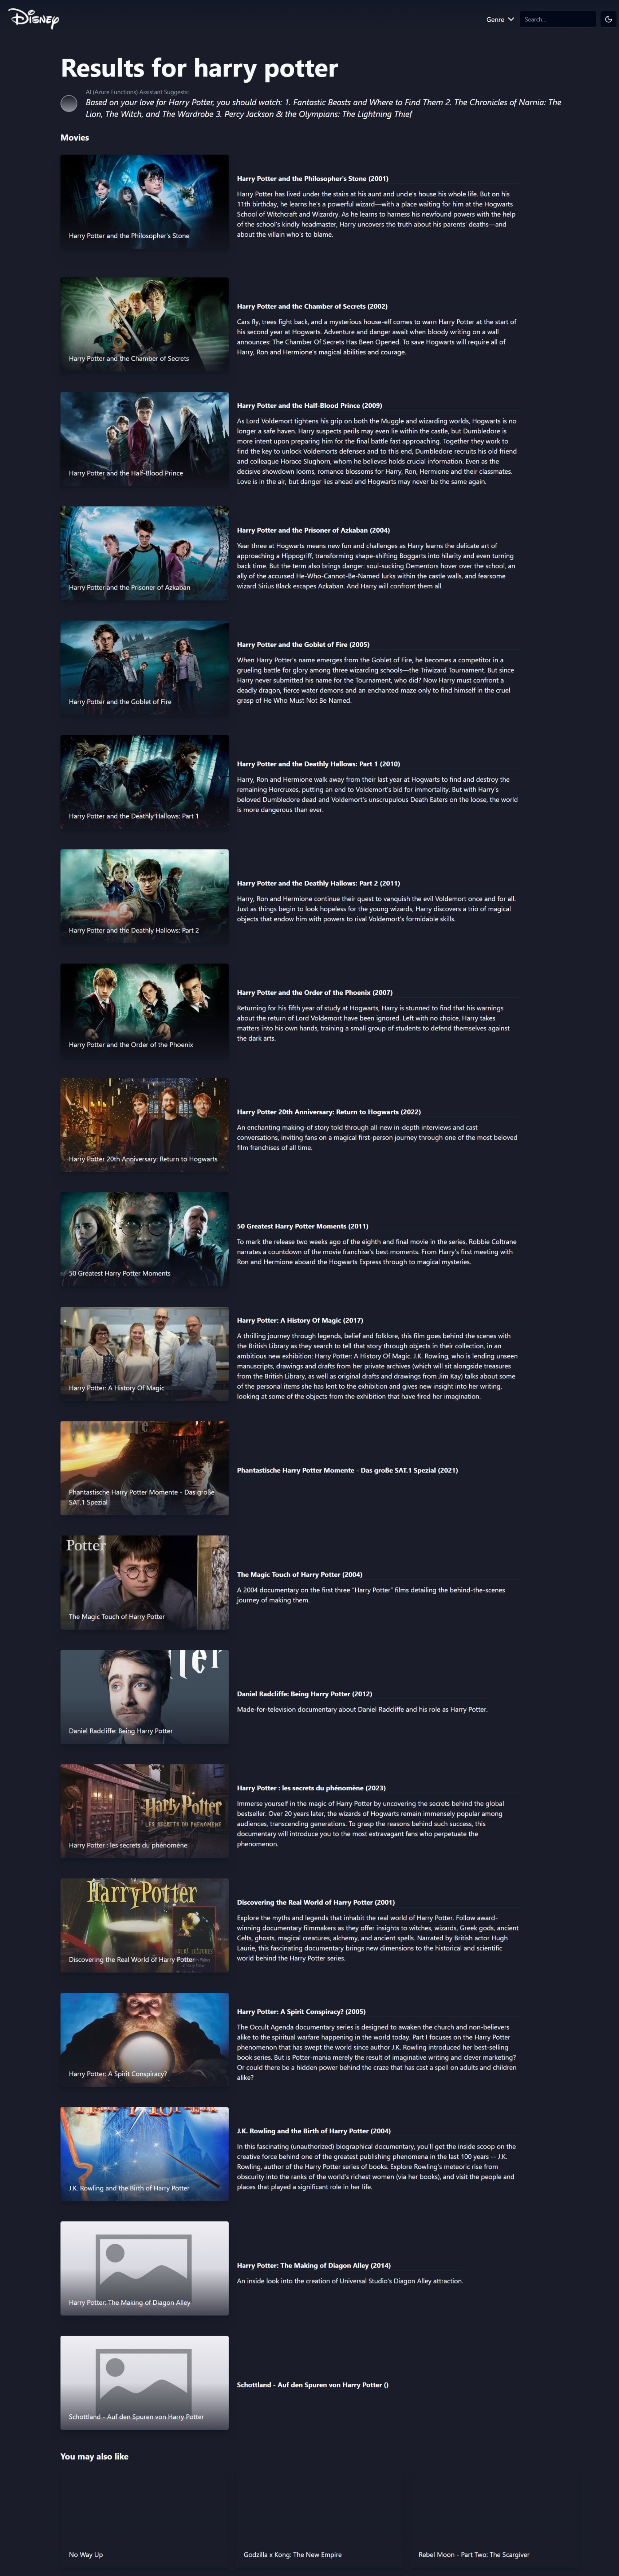 Disney
Genre
Search...
Results for harry potter
AI (Azure Functions) Assistant Suggests:
Based on your love for Harry Potter, you should watch: 1. Fantastic Beasts and Where to Find Them 2. The Chronicles of Narnia: The
Lion, The Witch, and The Wardrobe 3. Percy Jackson & the Olympians: The Lightning Thief
Movies
Harry Potter and the Philosopher's Stone
Harry Potter and the Philosopher's Stone (2001)
Harry Potter has lived under the stairs at his aunt and uncle's house his whole life. But on his
11th birthday, he learns he's a powerful wizard—with a place waiting for him at the Hogwarts
School of Witchcraft and Wizardry. As he learns to harness his newfound powers with the help
of the school's kindly headmaster, Harry uncovers the truth about his parents' deaths—and
about the villain who's to blame.
Harry Potter and the Chamber of Secrets
Harry Potter and the Chamber of Secrets (2002)
Cars fly, trees fight back, and a mysterious house-elf comes to warn Harry Potter at the start of
his second year at Hogwarts. Adventure and danger await when bloody writing on a wall
announces: The Chamber Of Secrets Has Been Opened. To save Hogwarts will require all of
Harry, Ron and Hermione's magical abilities and courage.
Harry Potter and the Half-Blood Prince
Harry Potter and the Half-Blood Prince (2009)
As Lord Voldemort tightens his grip on both the Muggle and wizarding worlds, Hogwarts is no
longer a safe haven. Harry suspects perils may even lie within the castle, but Dumbledore is
more intent upon preparing him for the final battle fast approaching. Together they work to
find the key to unlock Voldemorts defenses and to this end, Dumbledore recruits his old friend
and colleague Horace Slughorn, whom he believes holds crucial information. Even as the
decisive showdown looms, romance blossoms for Harry, Ron, Hermione and their classmates.
Love is in the air, but danger lies ahead and Hogwarts may never be the same again.
Harry Potter and the Prisoner of Azkaban
Harry Potter and the Prisoner of Azkaban (2004)
Year three at Hogwarts means new fun and challenges as Harry learns the delicate art of
approaching a Hippogriff, transforming shape-shifting Boggarts into hilarity and even turning
back time. But the term also brings danger: soul-sucking Dementors hover over the school, an
ally of the accursed He-Who-Cannot-Be-Named lurks within the castle walls, and fearsome
wizard Sirius Black escapes Azkaban. And Harry will confront them all.
Harry Potter and the Goblet of Fire
Harry Potter and the Goblet of Fire (2005)
When Harry Potter's name emerges from the Goblet of Fire, he becomes a competitor in a
grueling battle for glory among three wizarding schools—the Triwizard Tournament. But since
Harry never submitted his name for the Tournament, who did? Now Harry must confront a
deadly dragon, fierce water demons and an enchanted maze only to find himself in the cruel
grasp of He Who Must Not Be Named.
Harry Potter and the Deathly Hallows: Part 1
Harry Potter and the Deathly Hallows: Part 1 (2010)
Harry, Ron and Hermione walk away from their last year at Hogwarts to find and destroy the
remaining Horcruxes, putting an end to Voldemort's bid for immortality. But with Harry's
beloved Dumbledore dead and Voldemort's unscrupulous Death Eaters on the loose, the world
is more dangerous than ever.
Harry Potter and the Deathly Hallows: Part 2
Harry Potter and the Deathly Hallows: Part 2 (2011)
Harry, Ron and Hermione continue their quest to vanquish the evil Voldemort once and for all.
Just as things begin to look hopeless for the young wizards, Harry discovers a trio of magical
objects that endow him with powers to rival Voldemort's formidable skills.
Harry Potter and the Order of the Phoenix
Harry Potter and the Order of the Phoenix (2007)
Returning for his fifth year of study at Hogwarts, Harry is stunned to find that his warnings
about the return of Lord Voldemort have been ignored. Left with no choice, Harry takes
matters into his own hands, training a small group of students to defend themselves against
the dark arts.
Harry Potter 20th Anniversary: Return to Hogwarts
Harry Potter 20th Anniversary: Return to Hogwarts (2022)
An enchanting making-of story told through all-new in-depth interviews and cast
conversations, inviting fans on a magical first-person journey through one of the most beloved
film franchises of all time.
50 Greatest Harry Potter Moments
50 Greatest Harry Potter Moments (2011)
To mark the release two weeks ago of the eighth and final movie in the series, Robbie Coltrane
narrates a countdown of the movie franchise's best moments. From Harry's first meeting with
Ron and Hermione aboard the Hogwarts Express through to magical mysteries.
Harry Potter: A History Of Magic
Harry Potter: A History Of Magic (2017)
A thrilling journey through legends, belief and folklore, this film goes behind the scenes with
the British Library as they search to tell that story through objects in their collection, in an
ambitious new exhibition: Harry Potter: A History Of Magic. J.K. Rowling, who is lending unseen
manuscripts, drawings and drafts from her private archives (which will sit alongside treasures
from the British Library, as well as original drafts and drawings from Jim Kay) talks about some
of the personal items she has lent to the exhibition and gives new insight into her writing,
looking at some of the objects from the exhibition that have fired her imagination.
Phantastische Harry Potter Momente - Das große
SAT.1 Spezial
Phantastische Harry Potter Momente - Das große SAT.1 Spezial (2021)
Potter
The Magic Touch of Harry Potter
The Magic Touch of Harry Potter (2004)
A 2004 documentary on the first three "Harry Potter" films detailing the behind-the-scenes
journey of making them.
Daniel Radcliffe: Being Harry Potter
Daniel Radcliffe: Being Harry Potter (2012)
Made-for-television documentary about Daniel Radcliffe and his role as Harry Potter.
Harry Potter
LES SECRETS DU PHENOMENE
Harry Potter : les secrets du phénomène
Harry Potter : les secrets du phénomène (2023)
Immerse yourself in the magic of Harry Potter by uncovering the secrets behind the global
bestseller. Over 20 years later, the wizards of Hogwarts remain immensely popular among
audiences, transcending generations. To grasp the reasons behind such success, this
documentary will introduce you to the most extravagant fans who perpetuate the
phenomenon.
Harry Potter
EXTRA FEATURES
Discovering the Real World of Harry Potter
Discovering the Real World of Harry Potter (2001)
Explore the myths and legends that inhabit the real world of Harry Potter. Follow award-
winning documentary filmmakers as they offer insights to witches, wizards, Greek gods, ancient
Celts, ghosts, magical creatures, alchemy, and ancient spells. Narrated by British actor Hugh
Laurie, this fascinating documentary brings new dimensions to the historical and scientific
world behind the Harry Potter series.
Harry Potter: A Spirit Conspiracy?
Harry Potter: A Spirit Conspiracy? (2005)
The Occult Agenda documentary series is designed to awaken the church and non-believers
alike to the spiritual warfare happening in the world today. Part I focuses on the Harry Potter
phenomenon that has swept the world since author J.K. Rowling introduced her best-selling
book series. But is Potter-mania merely the result of imaginative writing and clever marketing?
Or could there be a hidden power behind the craze that has cast a spell on adults and children
alike?
J.K. Rowling and the Birth of Harry Potter
J.K. Rowling and the Birth of Harry Potter (2004)
In this fascinating (unauthorized) biographical documentary, you'll get the inside scoop on the
creative force behind one of the greatest publishing phenomena in the last 100 years -- J.K.
Rowling, author of the Harry Potter series of books. Explore Rowling's meteoric rise from
obscurity into the ranks of the world's richest women (via her books), and visit the people and
places that played a significant role in her life.
Harry Potter: The Making of Diagon Alley
Harry Potter: The Making of Diagon Alley (2014)
An inside look into the creation of Universal Studio's Diagon Alley attraction.
Schottland - Auf den Spuren von Harry Potter
Schottland - Auf den Spuren von Harry Potter ()
You may also like
No Way Up
Godzilla x Kong: The New Empire
Rebel Moon - Part Two: The Scargiver